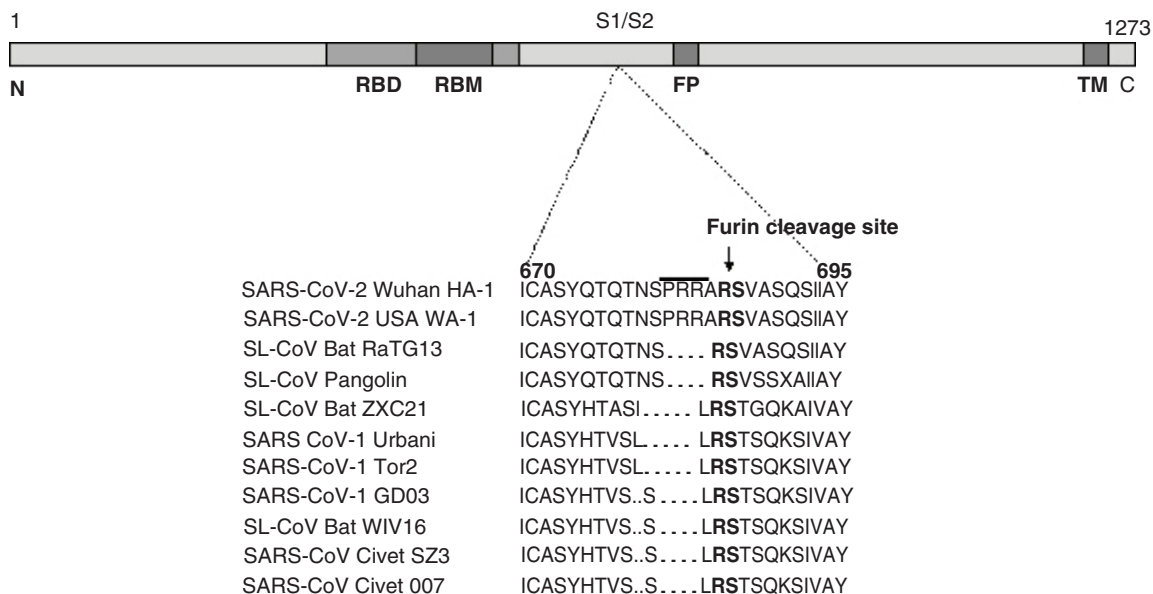 1 S1/S2 1273
N RBD RBM FP TM C
Furin cleavage site
670 695
SARS-CoV-2 Wuhan HA-1 ICASYQTQTNSPRRARSVASQSIIAY
SARS-CoV-2 USA WA-1 ICASYQTQTNSPRRARSVASQSIIAY
SL-CoV Bat RaTG13 ICASYQTQTNS....RSVASQSIIAY
SL-CoV Pangolin ICASYQTQTNS....RSVSSXAIIAY
SL-CoV Bat ZXC21 ICASYHTASI.....LRSTGQKAIVAY
SARS CoV-1 Urbani ICASYHTVSL.....LRSTSQKSIVAY
SARS-CoV-1 Tor2 ICASYHTVSL.....LRSTSQKSIVAY
SARS-CoV-1 GD03 ICASYHTVS..S....LRSTSQKSIVAY
SL-CoV Bat WIV16 ICASYHTVS..S....LRSTSQKSIVAY
SARS-CoV Civet SZ3 ICASYHTVS..S....LRSTSQKSIVAY
SARS-CoV Civet 007 ICASYHTVS..S....LRSTSQKSIVAY